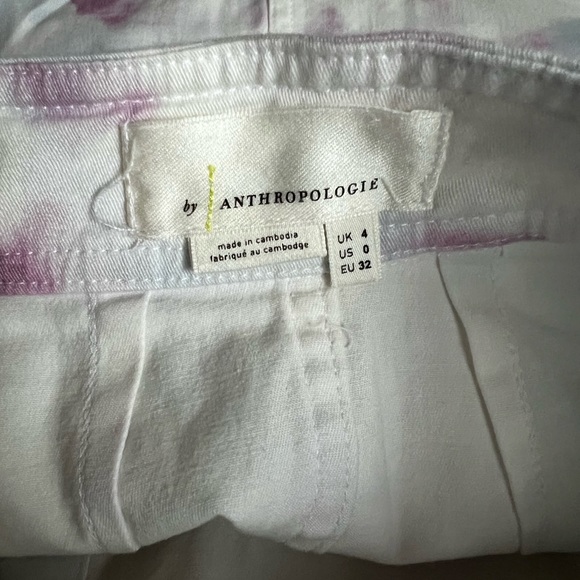 by ANTHROPOLOGIE
made in cambodia
fabriqué au cambodge
UK 4
US 0
EU 32